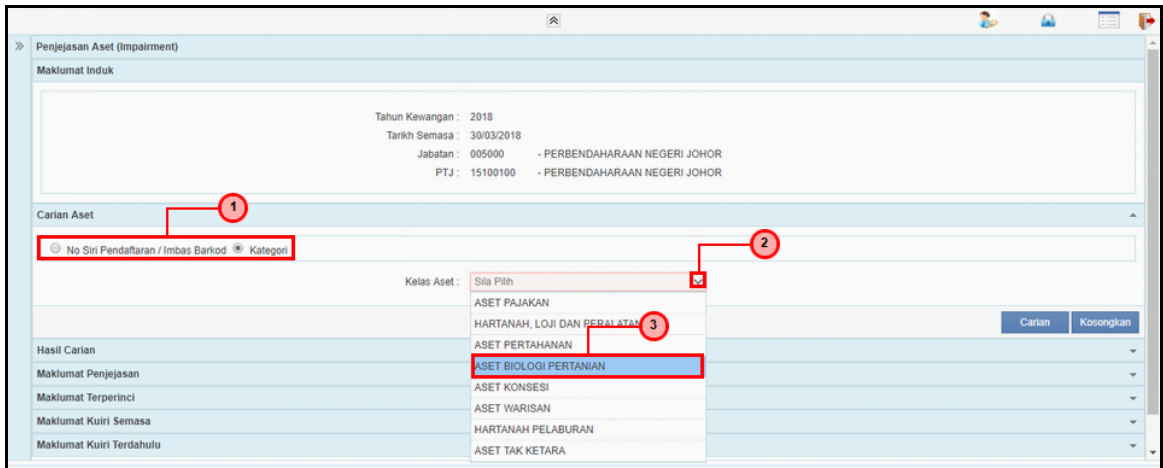 Penjejasan Aset (Impairment)
Maklumat Induk
Tahun Kewangan : 2018
Tarikh Semasa : 30/03/2018
Jabatan : 005000 - PERBENDAHARAAN NEGERI JOHOR
PTJ : 15100100 - PERBENDAHARAAN NEGERI JOHOR
1
Carian Aset
No Siri Pendaftaran / Imbas Barkod Kategori
2
Kelas Aset : Sila Pilih
ASET PAJAKAN
HARTANAH, LOJI DAN PERALATAN
3
Carian Kosongkan
ASET PERTAHANAN
Hasil Carian
ASET BIOLOGI PERTANIAN
Maklumat Penjejasan
ASET KONSESI
Maklumat Terperinci
ASET WARISAN
Maklumat Kuiri Semasa
HARTANAH PELABURAN
Maklumat Kuiri Terdahulu
ASET TAK KETARA